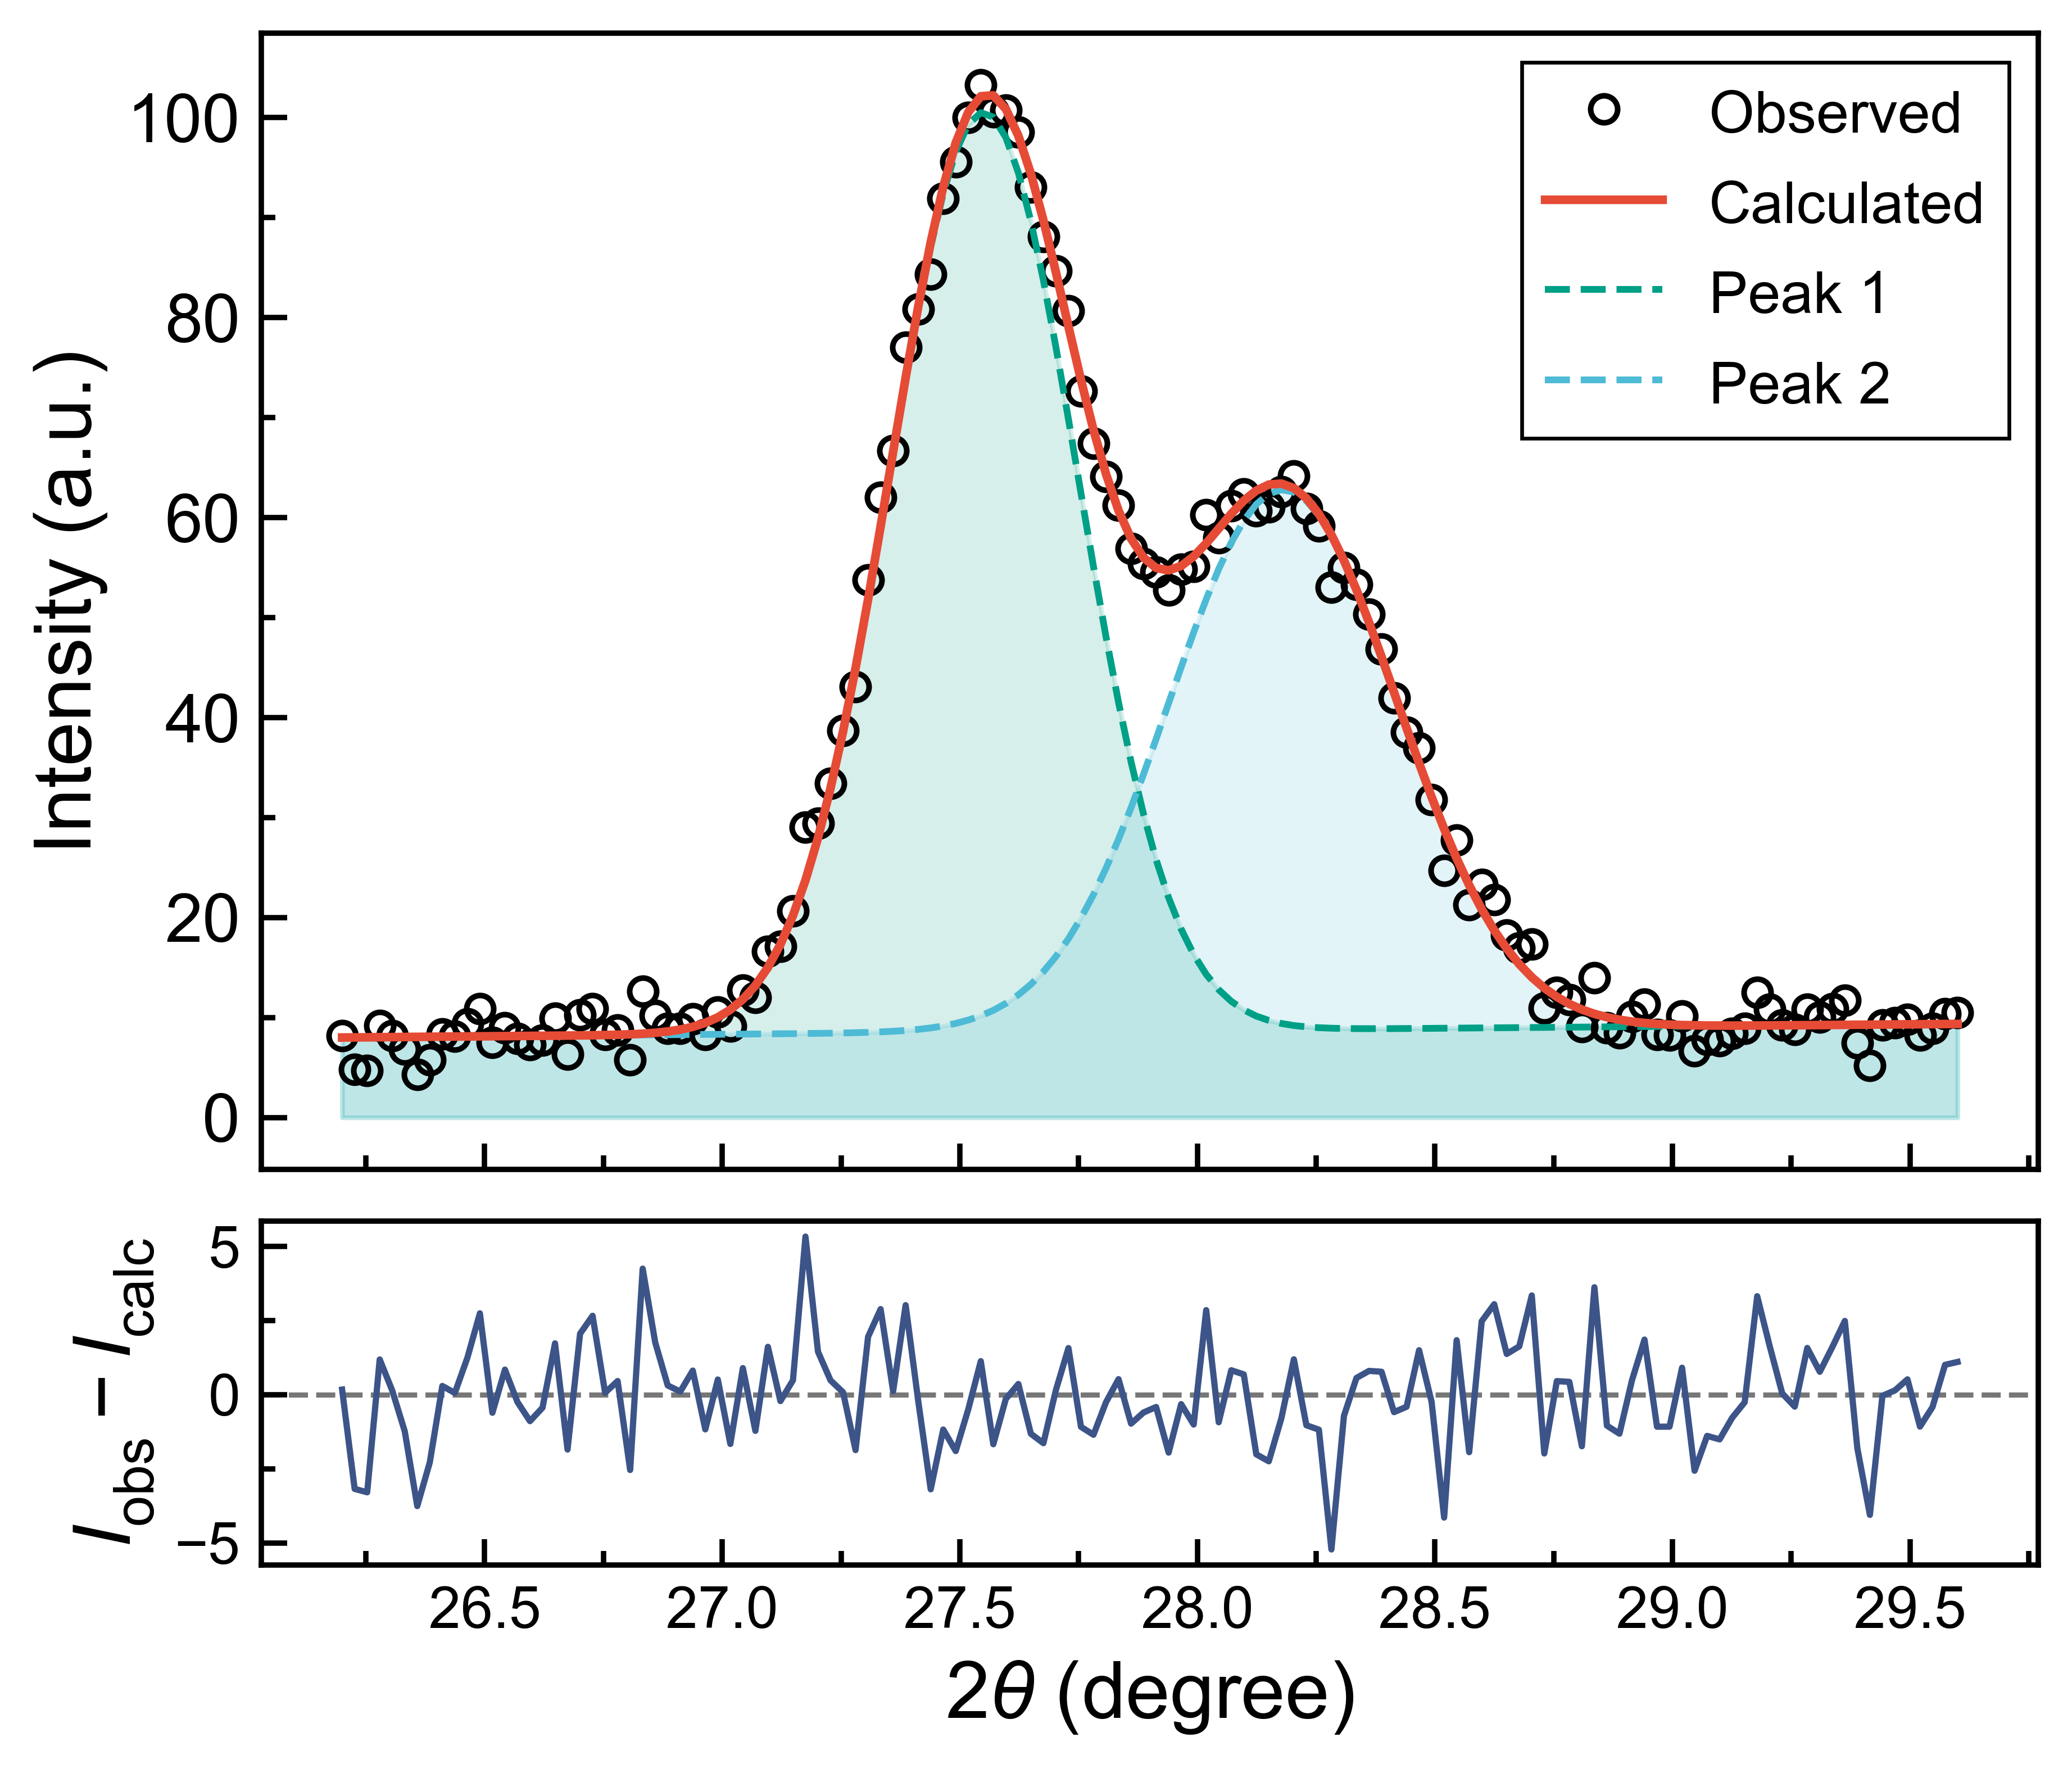 Intensity (a.u.)
100
80
60
40
20
0
Observed
Calculated
Peak 1
Peak 2
I_obs − I_calc
5
0
−5
26.5 27.0 27.5 28.0 28.5 29.0 29.5
2θ (degree)